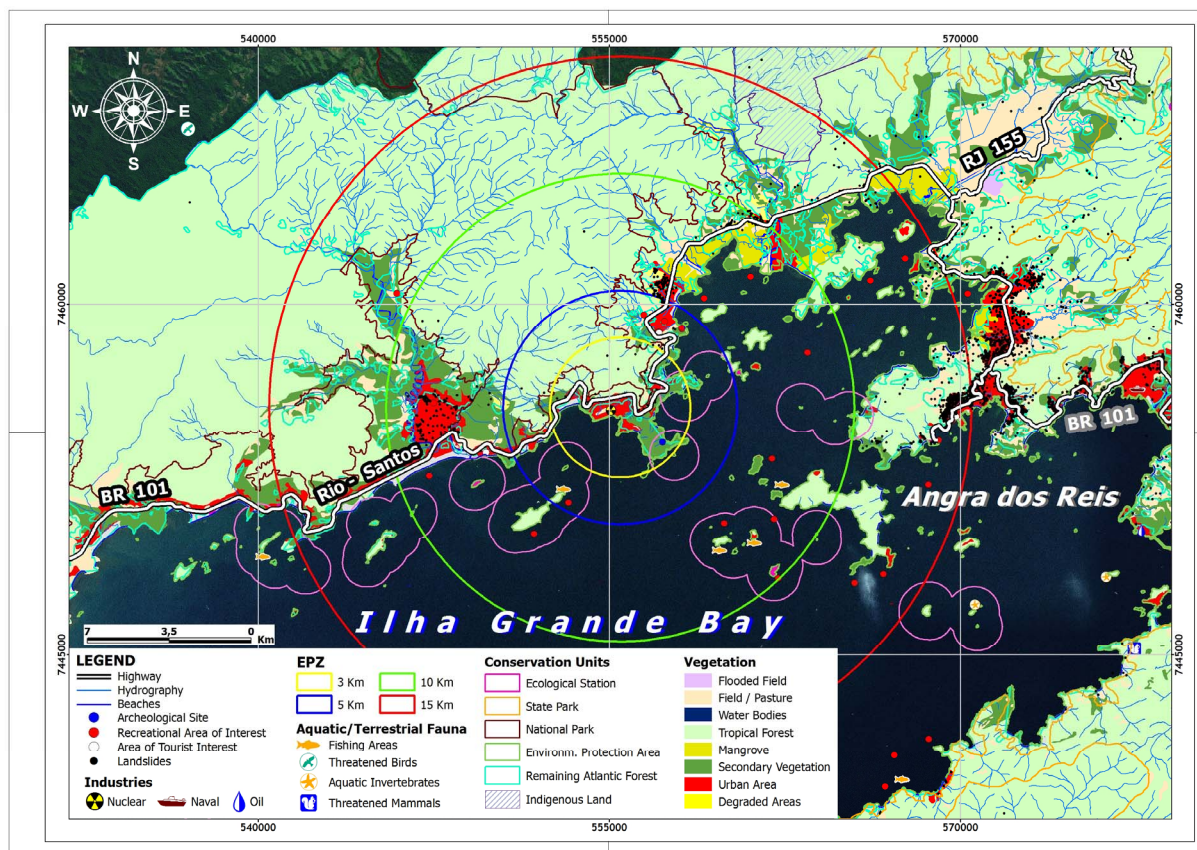 540000 555000 570000
N
W E
S
RJ 155
7460000
7460000
BR 101
Rio - Santos
BR 101
Angra dos Reis
Ilha Grande Bay
7 3,5 0
Km
7445000
7445000
LEGEND
Highway
Hydrography
Beaches
Archeological Site
Recreational Area of Interest
Area of Tourist Interest
Landslides
Industries
Nuclear Naval Oil
EPZ
3 Km 10 Km
5 Km 15 Km
Aquatic/Terrestrial Fauna
Fishing Areas
Threatened Birds
Aquatic Invertebrates
Threatened Mammals
Conservation Units
Ecological Station
State Park
National Park
Environm. Protection Area
Remaining Atlantic Forest
Indigenous Land
Vegetation
Flooded Field
Field / Pasture
Water Bodies
Tropical Forest
Mangrove
Secondary Vegetation
Urban Area
Degraded Areas
540000 555000 570000